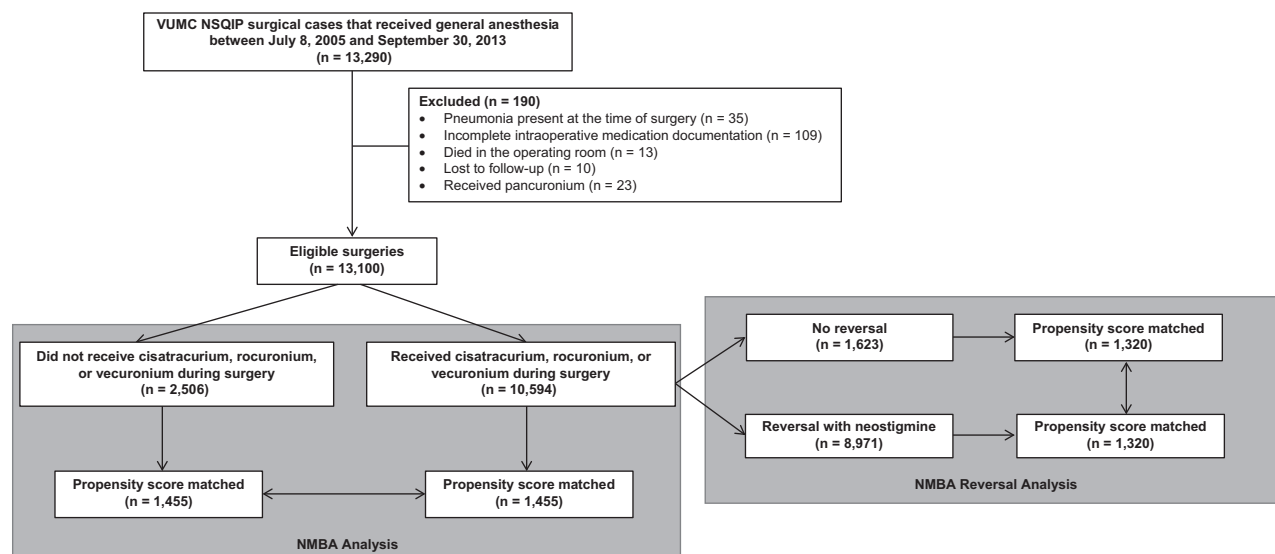 VUMC NSQIP surgical cases that received general anesthesia
between July 8, 2005 and September 30, 2013
(n = 13,290)
Excluded (n = 190)
• Pneumonia present at the time of surgery (n = 35)
• Incomplete intraoperative medication documentation (n = 109)
• Died in the operating room (n = 13)
• Lost to follow-up (n = 10)
• Received pancuronium (n = 23)
Eligible surgeries
(n = 13,100)
Did not receive cisatracurium, rocuronium,
or vecuronium during surgery
(n = 2,506)
Received cisatracurium, rocuronium, or
vecuronium during surgery
(n = 10,594)
Propensity score matched
(n = 1,455)
Propensity score matched
(n = 1,455)
NMBA Analysis
No reversal
(n = 1,623)
Propensity score matched
(n = 1,320)
Reversal with neostigmine
(n = 8,971)
Propensity score matched
(n = 1,320)
NMBA Reversal Analysis